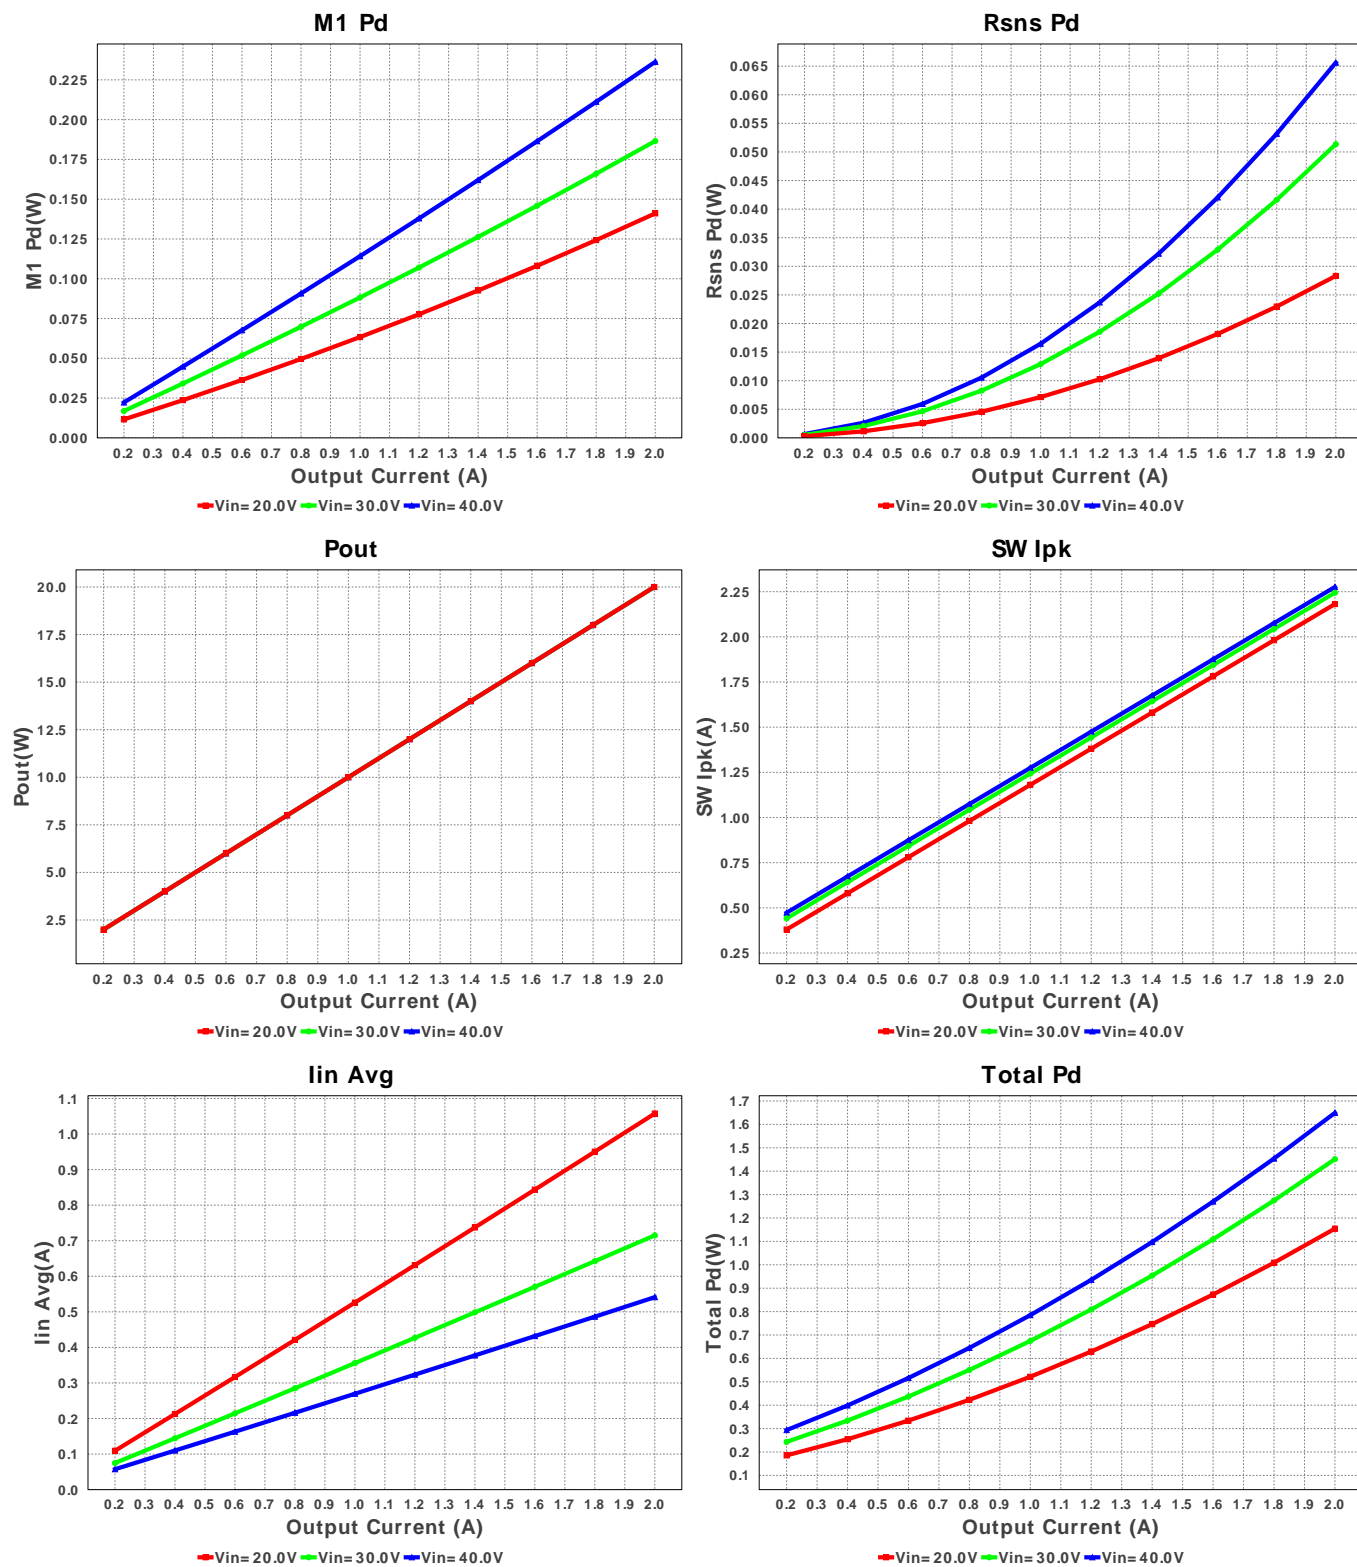 M1 Pd
0.225
0.200
0.175
0.150
0.125
0.100
0.075
0.050
0.025
0.000
M1 Pd(W)
0.2 0.3 0.4 0.5 0.6 0.7 0.8 0.9 1.0 1.1 1.2 1.3 1.4 1.5 1.6 1.7 1.8 1.9 2.0
Output Current (A)
Vin= 20.0V Vin= 30.0V Vin= 40.0V
Rsns Pd
0.065
0.060
0.055
0.050
0.045
0.040
0.035
0.030
0.025
0.020
0.015
0.010
0.005
0.000
Rsns Pd(W)
0.2 0.3 0.4 0.5 0.6 0.7 0.8 0.9 1.0 1.1 1.2 1.3 1.4 1.5 1.6 1.7 1.8 1.9 2.0
Output Current (A)
Vin= 20.0V Vin= 30.0V Vin= 40.0V
Pout
20.0
17.5
15.0
12.5
10.0
7.5
5.0
2.5
Pout(W)
0.2 0.3 0.4 0.5 0.6 0.7 0.8 0.9 1.0 1.1 1.2 1.3 1.4 1.5 1.6 1.7 1.8 1.9 2.0
Output Current (A)
Vin= 20.0V Vin= 30.0V Vin= 40.0V
SW Ipk
2.25
2.00
1.75
1.50
1.25
1.00
0.75
0.50
0.25
SW Ipk(A)
0.2 0.3 0.4 0.5 0.6 0.7 0.8 0.9 1.0 1.1 1.2 1.3 1.4 1.5 1.6 1.7 1.8 1.9 2.0
Output Current (A)
Vin= 20.0V Vin= 30.0V Vin= 40.0V
Iin Avg
1.1
1.0
0.9
0.8
0.7
0.6
0.5
0.4
0.3
0.2
0.1
0.0
Iin Avg(A)
0.2 0.3 0.4 0.5 0.6 0.7 0.8 0.9 1.0 1.1 1.2 1.3 1.4 1.5 1.6 1.7 1.8 1.9 2.0
Output Current (A)
Vin= 20.0V Vin= 30.0V Vin= 40.0V
Total Pd
1.7
1.6
1.5
1.4
1.3
1.2
1.1
1.0
0.9
0.8
0.7
0.6
0.5
0.4
0.3
0.2
0.1
Total Pd(W)
0.2 0.3 0.4 0.5 0.6 0.7 0.8 0.9 1.0 1.1 1.2 1.3 1.4 1.5 1.6 1.7 1.8 1.9 2.0
Output Current (A)
Vin= 20.0V Vin= 30.0V Vin= 40.0V